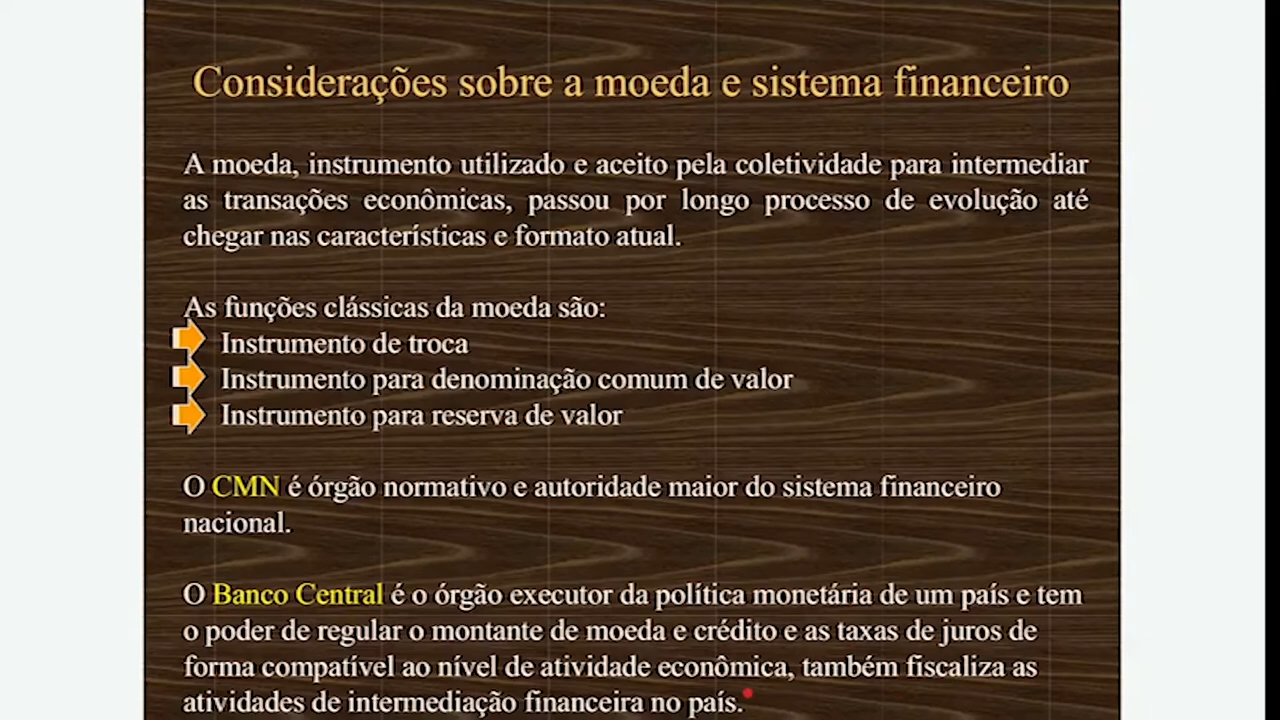 Considerações sobre a moeda e sistema financeiro
A moeda, instrumento utilizado e aceito pela coletividade para intermediar
as transações econômicas, passou por longo processo de evolução até
chegar nas características e formato atual.
As funções clássicas da moeda são:
Instrumento de troca
Instrumento para denominação comum de valor
Instrumento para reserva de valor
O CMN é órgão normativo e autoridade maior do sistema financeiro
nacional.
O Banco Central é o órgão executor da política monetária de um país e tem
o poder de regular o montante de moeda e crédito e as taxas de juros de
forma compatível ao nível de atividade econômica, também fiscaliza as
atividades de intermediação financeira no país.